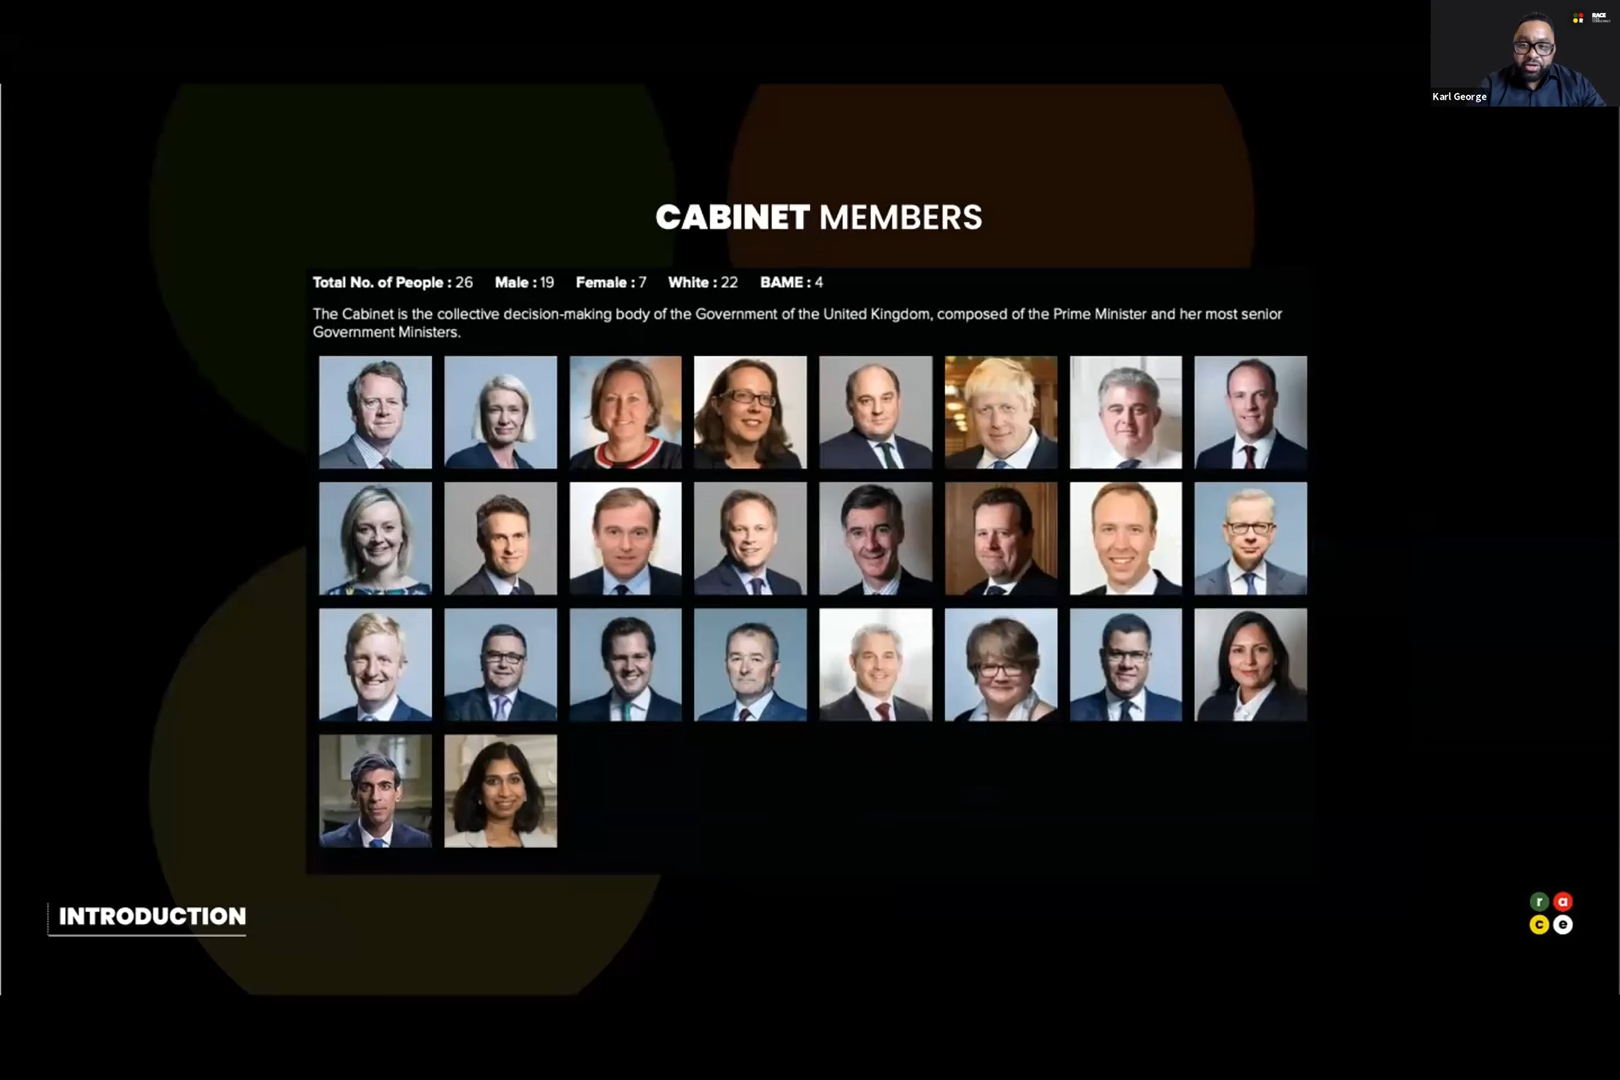 RACE
Karl George
CABINET MEMBERS
Total No. of People : 26 Male : 19 Female : 7 White : 22 BAME : 4
The Cabinet is the collective decision-making body of the Government of the United Kingdom, composed of the Prime Minister and her most senior
Government Ministers.
INTRODUCTION
r a
c e